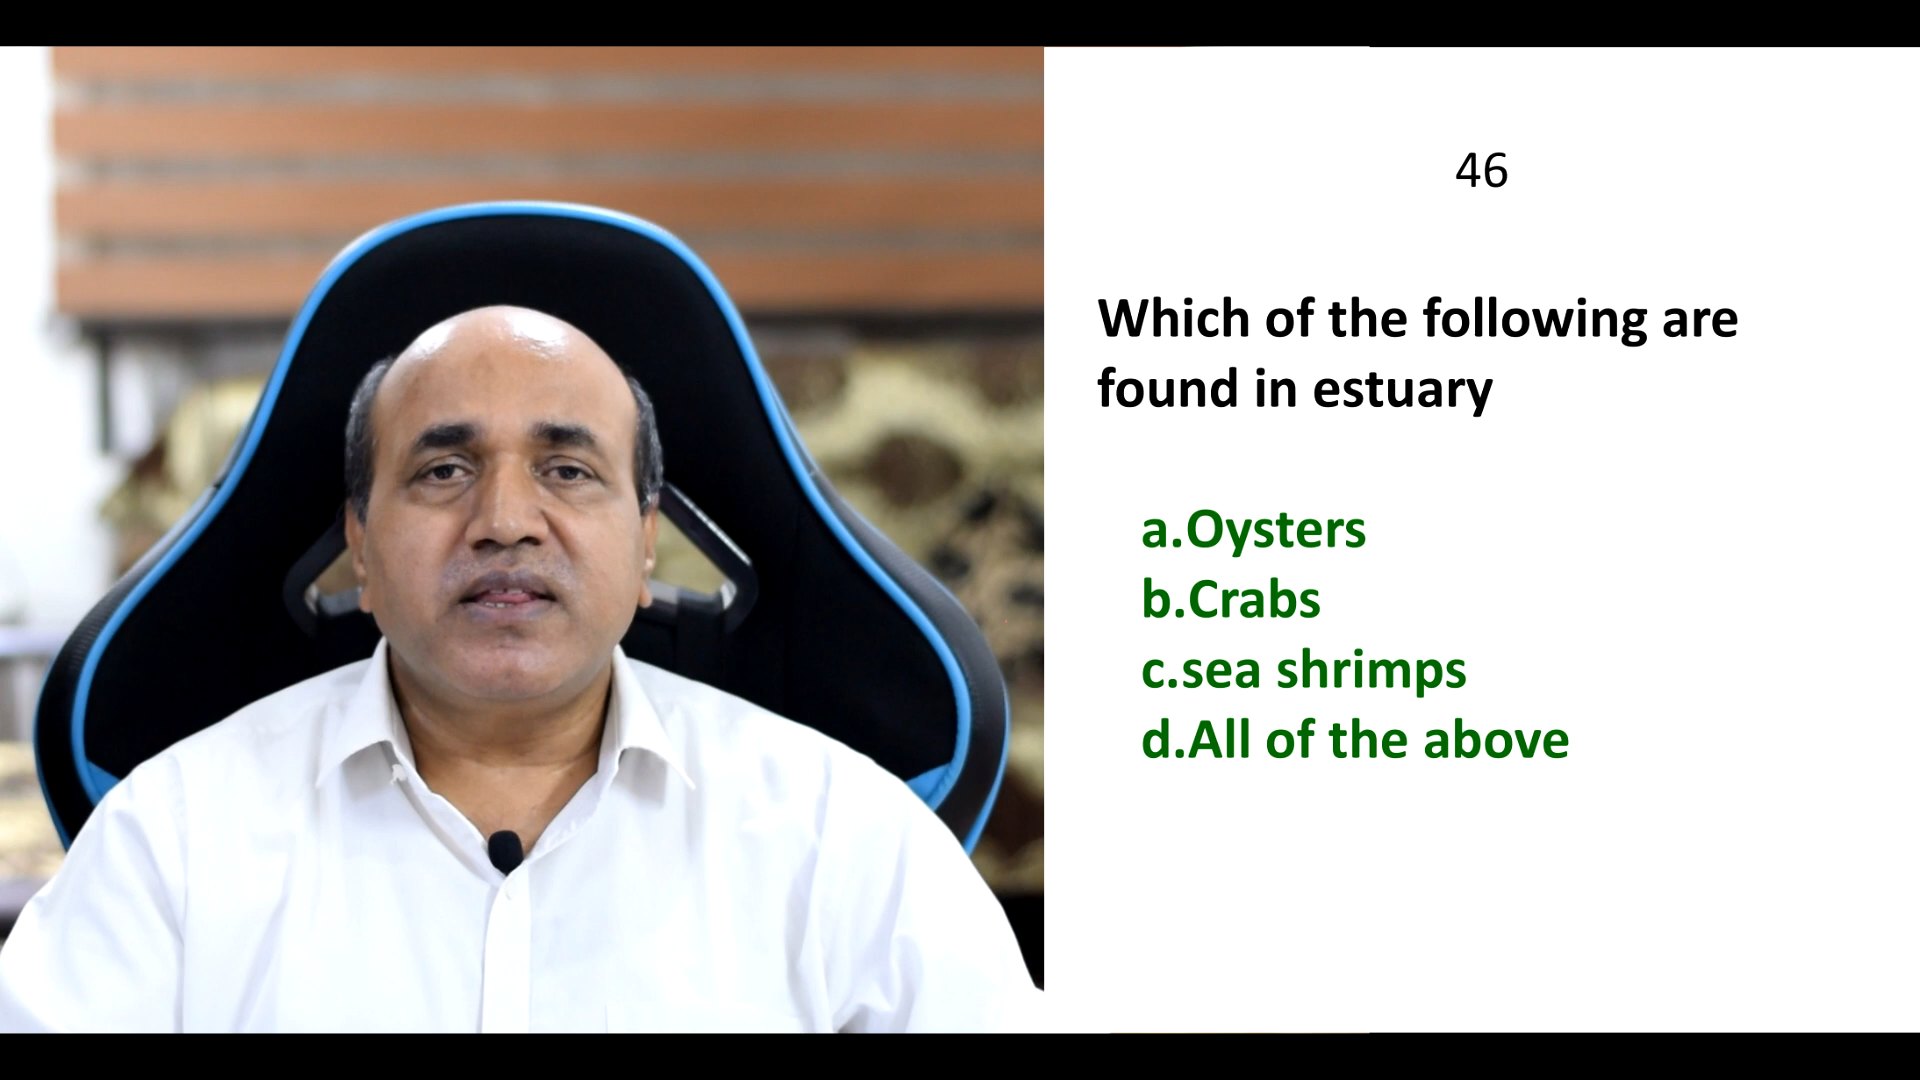 46
Which of the following are
found in estuary
a.Oysters
b.Crabs
c.sea shrimps
d.All of the above